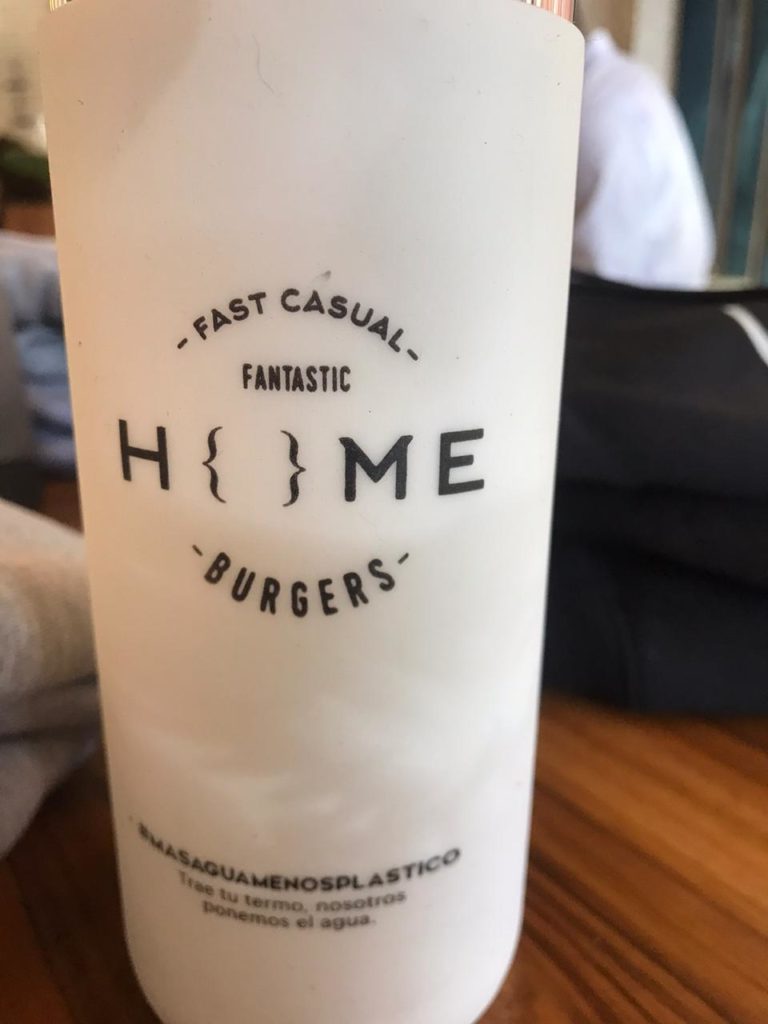 - FAST CASUAL -
FANTASTIC
H{ }ME
- BURGERS -
#MASAGUAMENOSPLASTICO
Trae tu termo, nosotros
ponemos el agua.